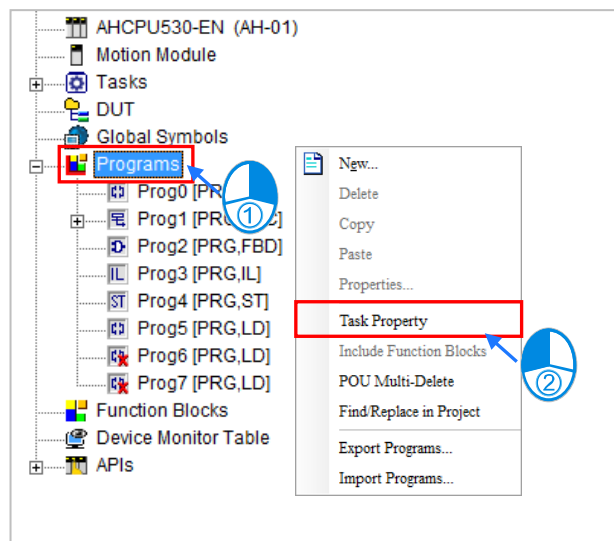 AHCPU530-EN (AH-01)
Motion Module
Tasks
DUT
Global Symbols
Programs
Prog0 [PR
Prog1 [PR C]
Prog2 [PRG,FBD]
Prog3 [PRG,IL]
Prog4 [PRG,ST]
Prog5 [PRG,LD]
Prog6 [PRG,LD]
Prog7 [PRG,LD]
Function Blocks
Device Monitor Table
APIs
1
New...
Delete
Copy
Paste
Properties...
Task Property
Include Function Blocks
POU Multi-Delete
Find/Replace in Project
Export Programs...
Import Programs...
2